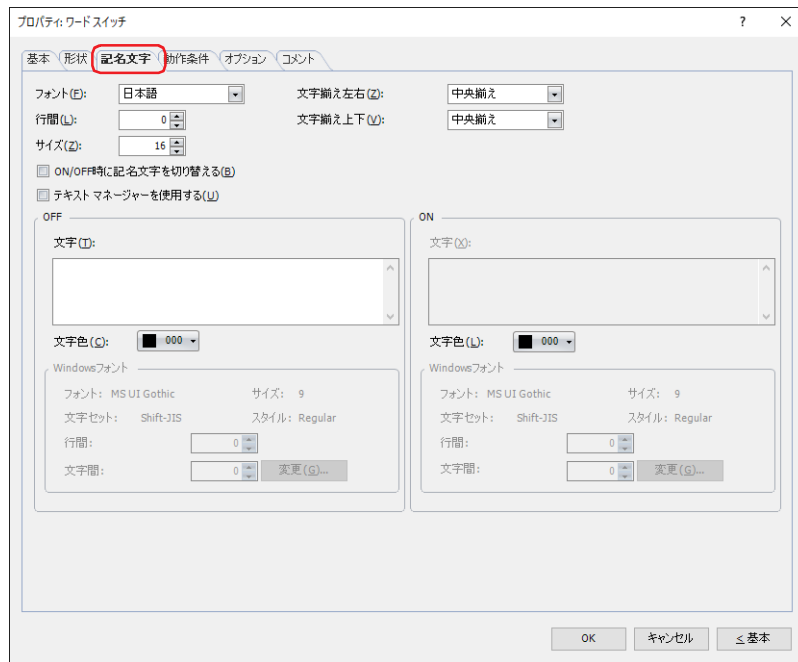 プロパティ: ワード スイッチ ? ×
基本 形状 記名文字 動作条件 オプション コメント
フォント(F): 日本語 文字揃え左右(Z): 中央揃え
行間(L): 0 文字揃え上下(V): 中央揃え
サイズ(Z): 16
ON/OFF時に記名文字を切り替える(B)
テキスト マネージャーを使用する(U)
OFF
文字(T):
文字色(C): 000
Windowsフォント
フォント: MS UI Gothic サイズ: 9
文字セット: Shift-JIS スタイル: Regular
行間: 0
文字間: 0 変更(G)...
ON
文字(X):
文字色(L): 000
Windowsフォント
フォント: MS UI Gothic サイズ: 9
文字セット: Shift-JIS スタイル: Regular
行間: 0
文字間: 0 変更(G)...
OK キャンセル < 基本